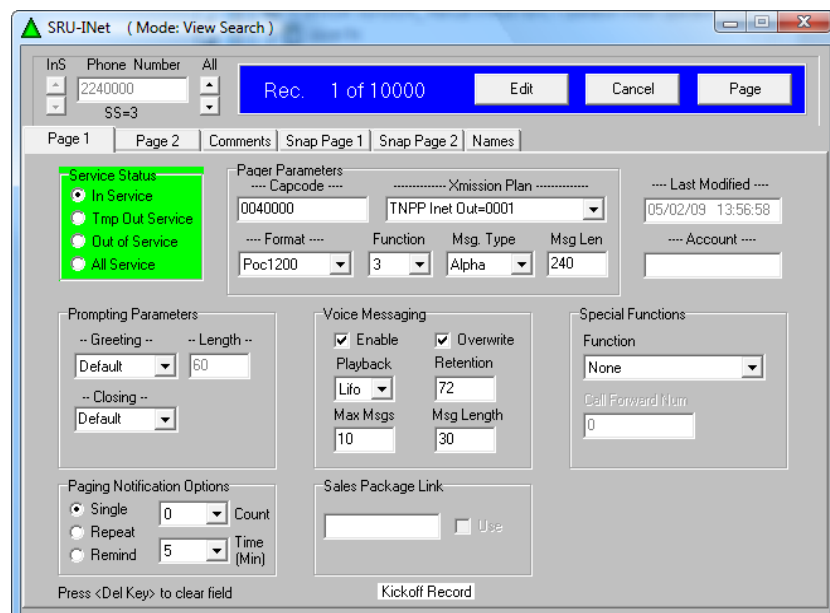 SRU-INet ( Mode: View Search )
InS Phone Number All
2240000
SS=3
Rec. 1 of 10000
Edit
Cancel
Page
Page 1
Page 2
Comments
Snap Page 1
Snap Page 2
Names
Service Status
In Service
Tmp Out Service
Out of Service
All Service
Pager Parameters
---- Capcode ----
0040000
-------------- Xmission Plan --------------
TNPP Inet Out=0001
---- Format ----
Poc1200
Function
3
Msg. Type
Alpha
Msg Len
240
---- Last Modified ----
05/02/09 13:56:58
---- Account ----
Prompting Parameters
-- Greeting --
Default
-- Length --
60
-- Closing --
Default
Voice Messaging
Enable
Overwrite
Playback
Lifo
Retention
72
Max Msgs
10
Msg Length
30
Special Functions
Function
None
Call Forward Num
0
Paging Notification Options
Single
Repeat
Remind
0
Count
5
Time
(Min)
Sales Package Link
Use
Press <Del Key> to clear field
Kickoff Record